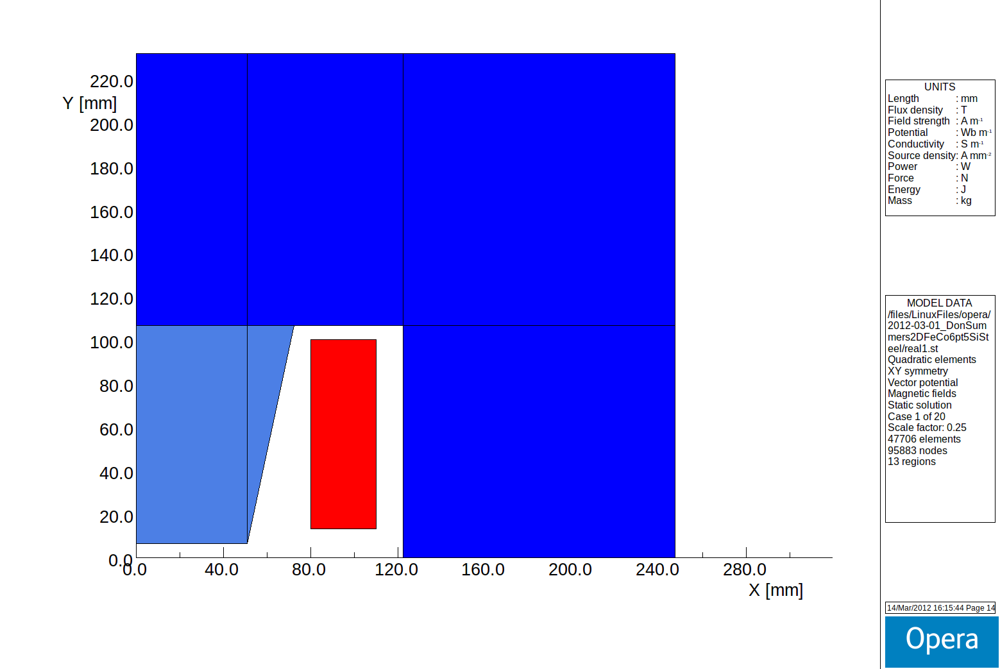 220.0
Y [mm]
200.0
180.0
160.0
140.0
120.0
100.0
80.0
60.0
40.0
20.0
0.0
0.0 40.0 80.0 120.0 160.0 200.0 240.0 280.0
X [mm]
UNITS
Length : mm
Flux density : T
Field strength : A m⁻¹
Potential : Wb m⁻¹
Conductivity : S m⁻¹
Source density: A mm⁻²
Power : W
Force : N
Energy : J
Mass : kg
MODEL DATA
/files/LinuxFiles/opera/
2012-03-01_DonSum
mers2DFeCo6pt5SiSt
eel/real1.st
Quadratic elements
XY symmetry
Vector potential
Magnetic fields
Static solution
Case 1 of 20
Scale factor: 0.25
47706 elements
95883 nodes
13 regions
14/Mar/2012 16:15:44 Page 14
Opera